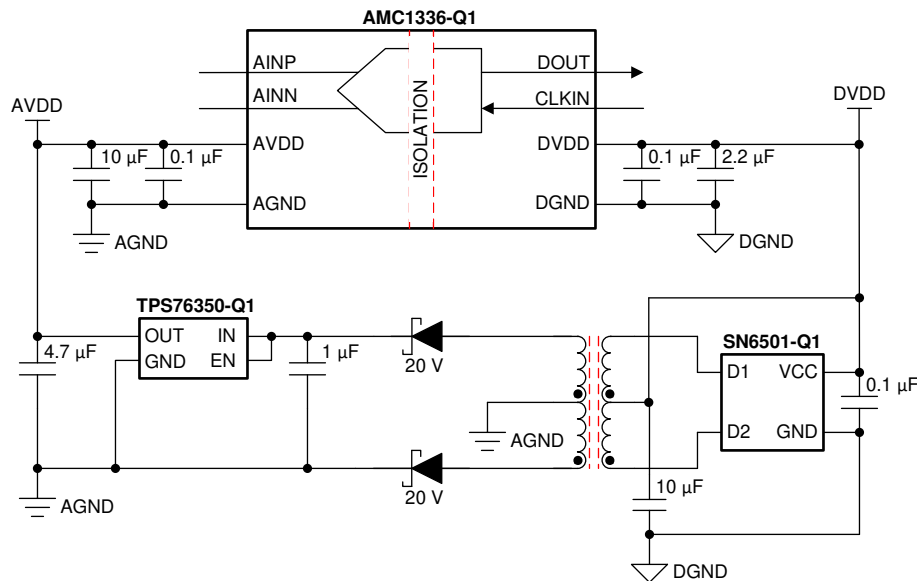 AMC1336-Q1
AINP
DOUT
AINN
CLKIN
ISOLATION
AVDD
DVDD
10 µF
0.1 µF
AVDD
DVDD
0.1 µF
2.2 µF
AGND
DGND
AGND
DGND
TPS76350-Q1
OUT
IN
GND
EN
4.7 µF
1 µF
20 V
SN6501-Q1
D1
VCC
D2
GND
0.1 µF
AGND
20 V
10 µF
AGND
DGND